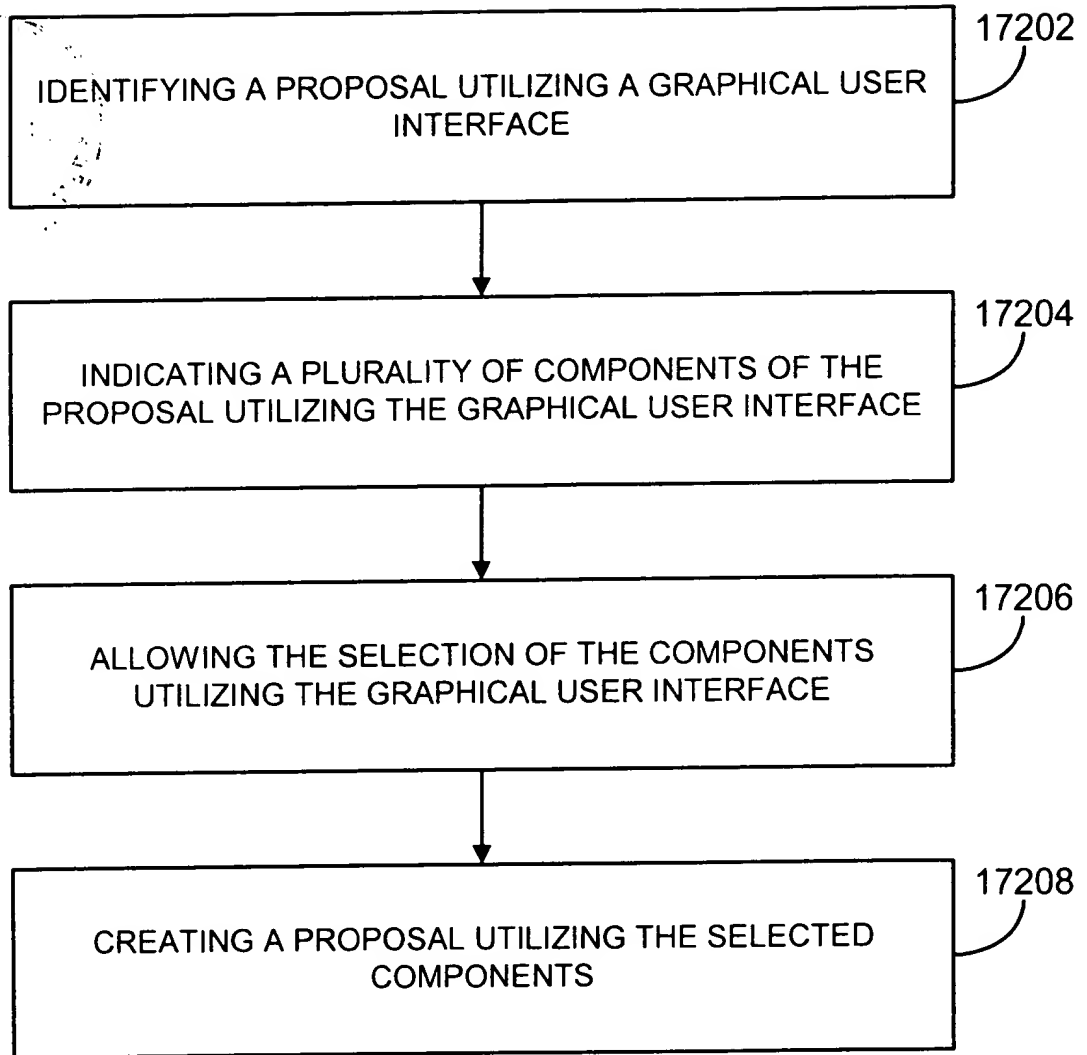 17202
IDENTIFYING A PROPOSAL UTILIZING A GRAPHICAL USER
INTERFACE
17204
INDICATING A PLURALITY OF COMPONENTS OF THE
PROPOSAL UTILIZING THE GRAPHICAL USER INTERFACE
17206
ALLOWING THE SELECTION OF THE COMPONENTS
UTILIZING THE GRAPHICAL USER INTERFACE
17208
CREATING A PROPOSAL UTILIZING THE SELECTED
COMPONENTS